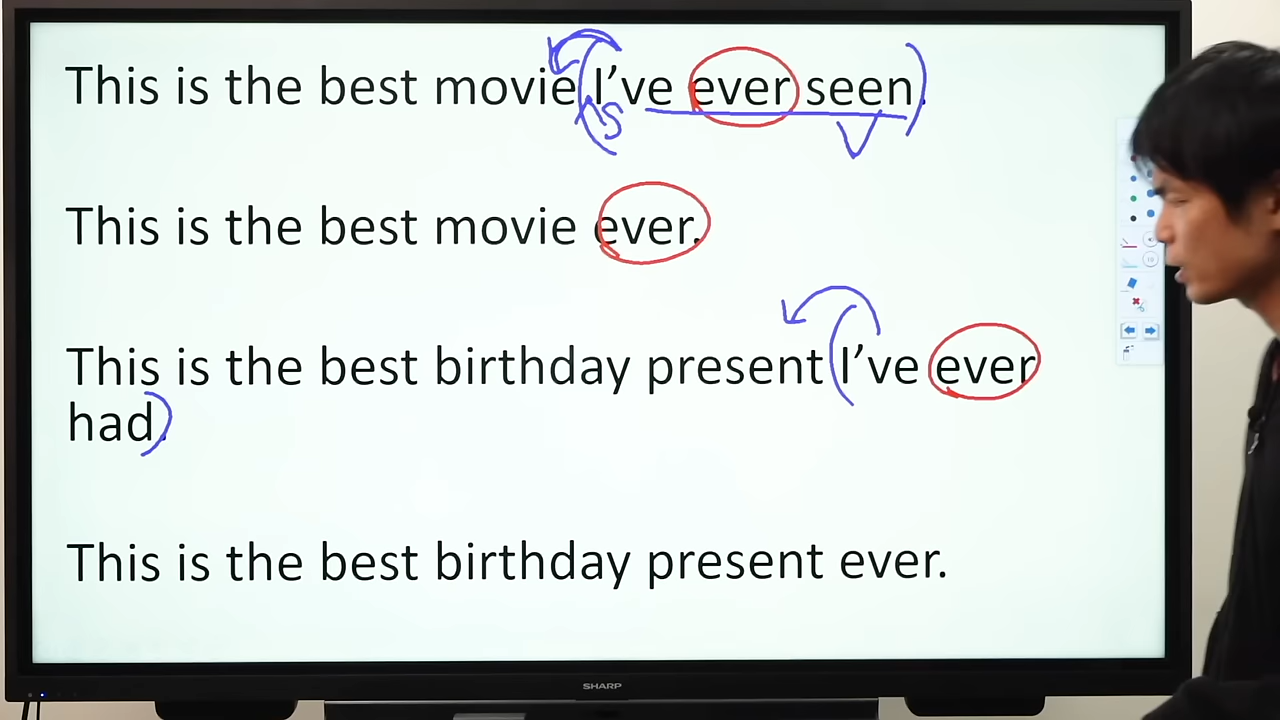 This is the best movie I've ever seen.
S
V
This is the best movie ever.
This is the best birthday present I've ever
had.
This is the best birthday present ever.
SHARP